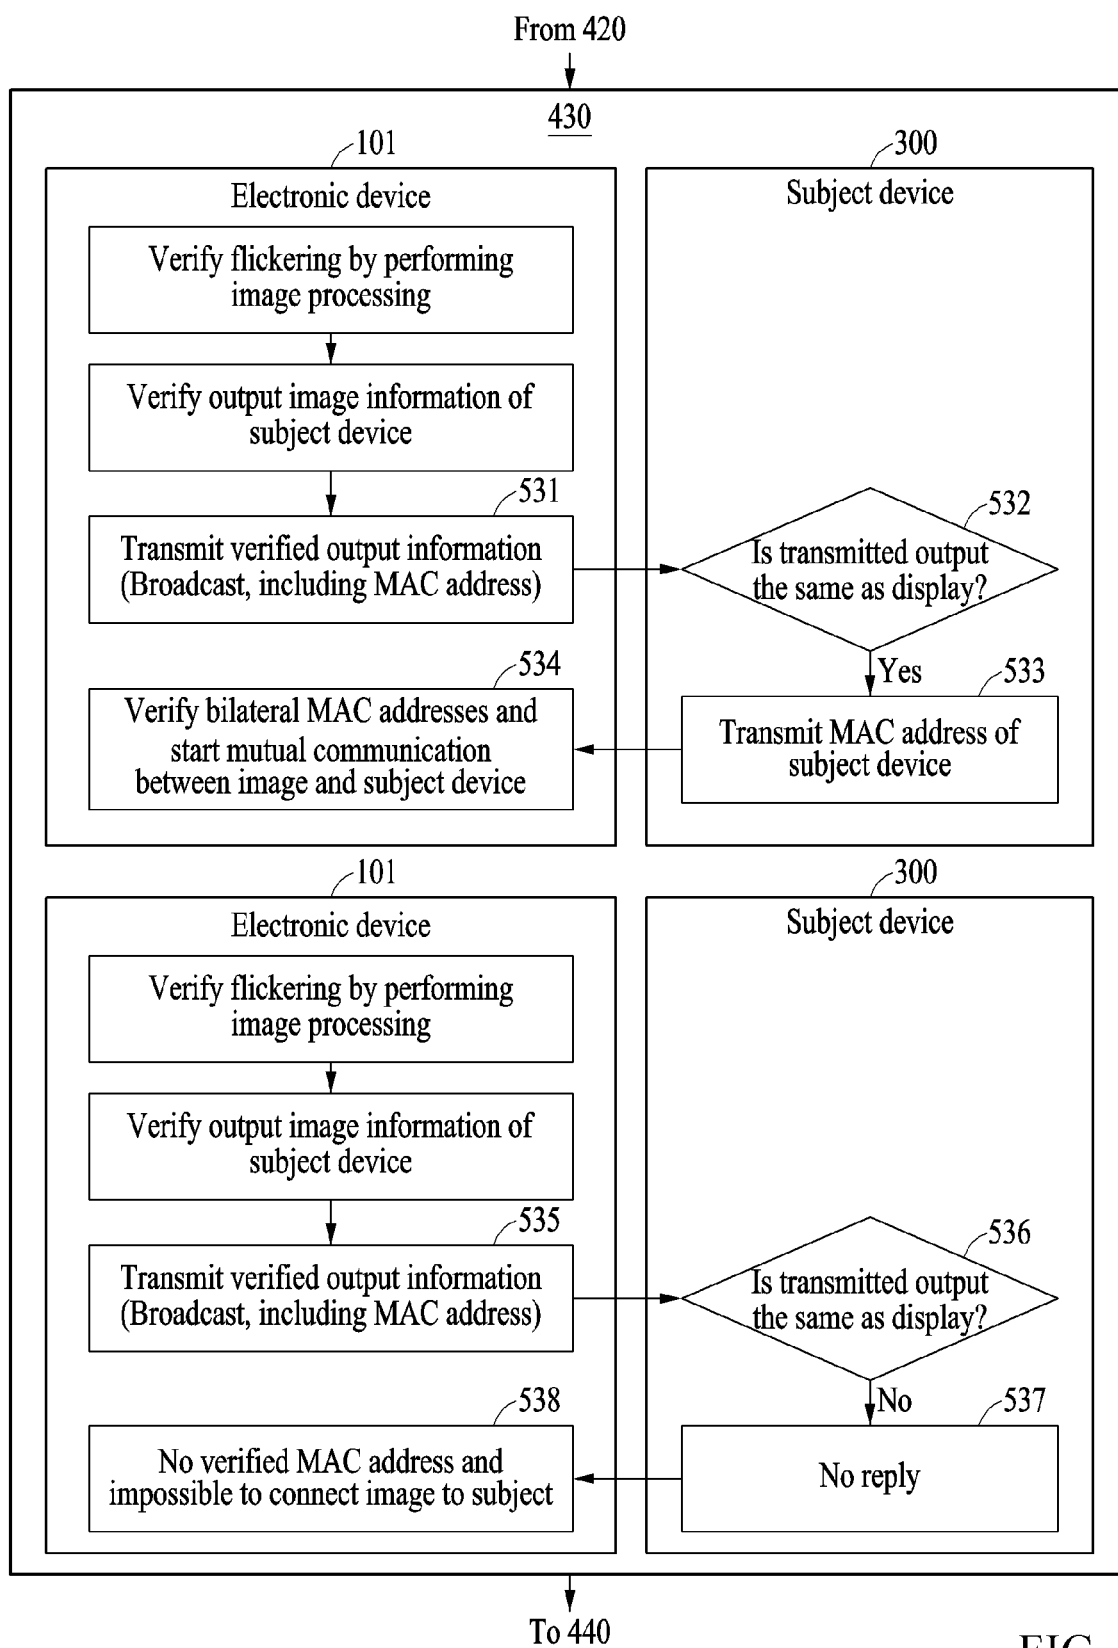 From 420
430
101
300
Electronic device
Subject device
Verify flickering by performing
image processing
Verify output image information of
subject device
531
532
Transmit verified output information
(Broadcast, including MAC address)
Is transmitted output
the same as display?
Yes
534
533
Verify bilateral MAC addresses and
start mutual communication
between image and subject device
Transmit MAC address of
subject device
101
300
Electronic device
Subject device
Verify flickering by performing
image processing
Verify output image information of
subject device
535
536
Transmit verified output information
(Broadcast, including MAC address)
Is transmitted output
the same as display?
No
538
537
No verified MAC address and
impossible to connect image to subject
No reply
To 440
FIG